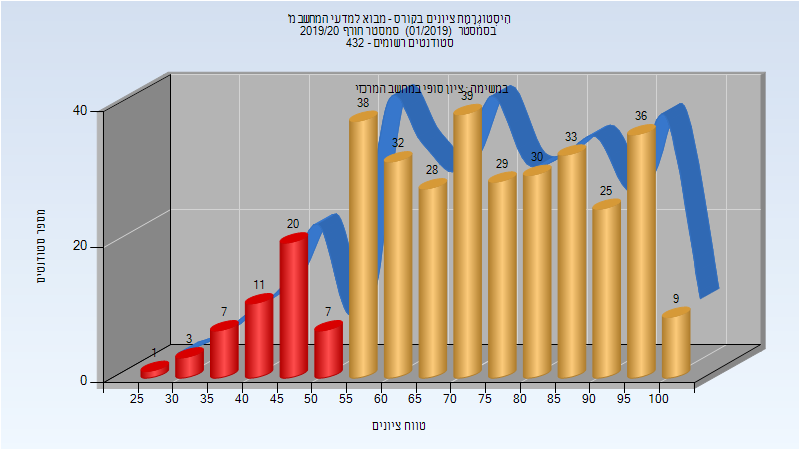 היסטוגרמת ציונים בקורס - מבוא למדעי המחשב מ'
בסמסטר (01/2019) סמסטר חורף 2019/20
סטודנטים רשומים - 432
במשימה - ציון סופי במחשב המרכזי
מספר סטודנטים
40
20
0
1
3
7
11
20
7
38
32
28
39
29
30
33
25
36
9
25 30 35 40 45 50 55 60 65 70 75 80 85 90 95 100
טווח ציונים